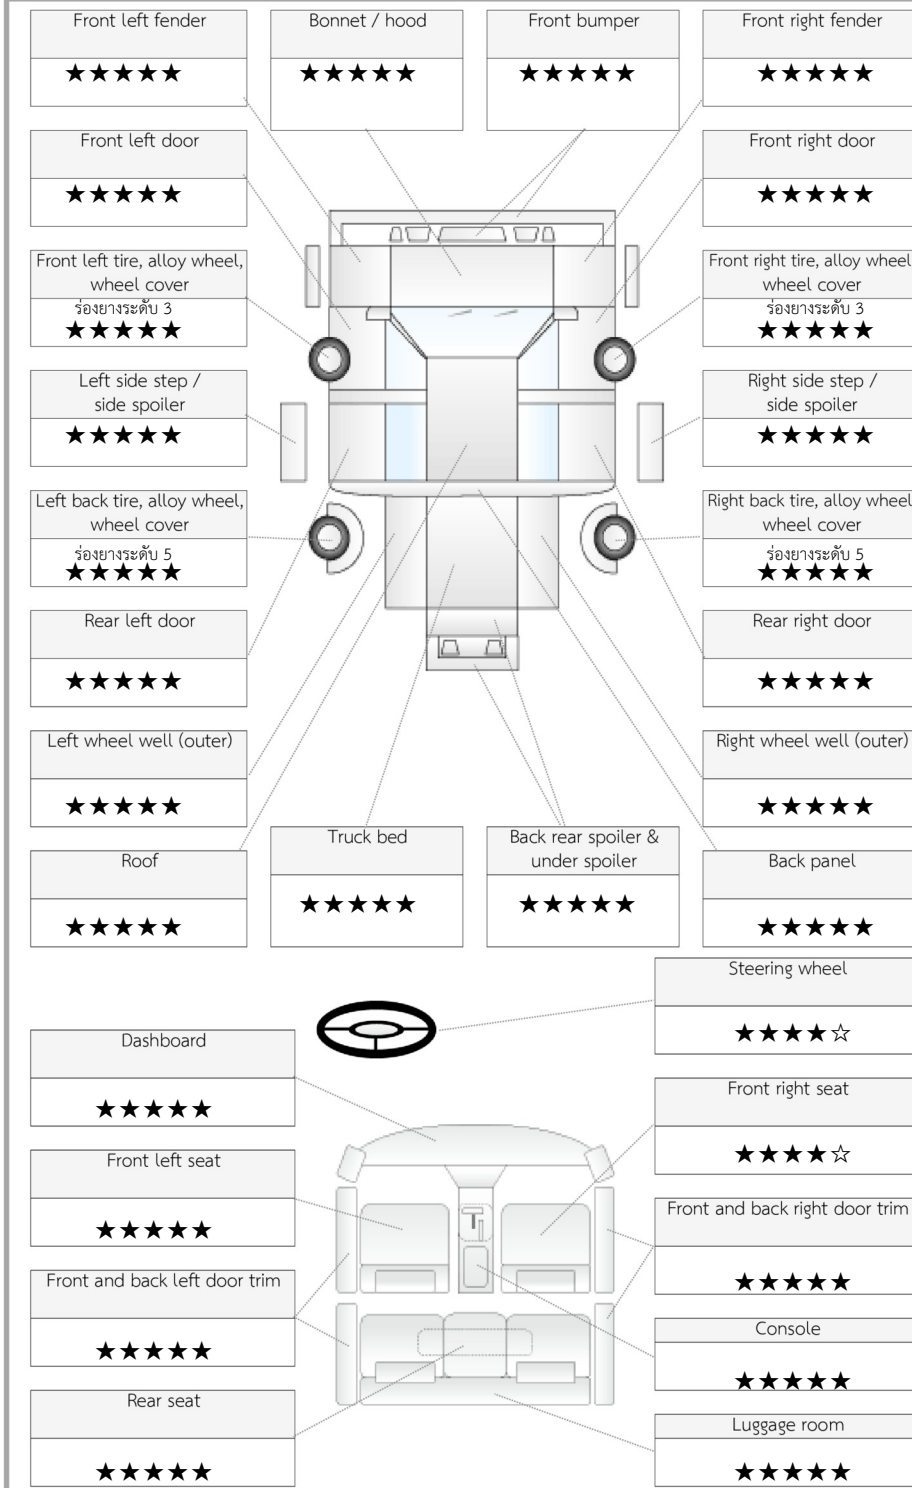 Front left fender
★★★★★
Bonnet / hood
★★★★★
Front bumper
★★★★★
Front right fender
★★★★★
Front left door
★★★★★
Front right door
★★★★★
Front left tire, alloy wheel,
wheel cover
ร่องยางระดับ 3
★★★★★
Front right tire, alloy wheel
wheel cover
ร่องยางระดับ 3
★★★★★
Left side step /
side spoiler
★★★★★
Right side step /
side spoiler
★★★★★
Left back tire, alloy wheel,
wheel cover
ร่องยางระดับ 5
★★★★★
Right back tire, alloy wheel
wheel cover
ร่องยางระดับ 5
★★★★★
Rear left door
★★★★★
Rear right door
★★★★★
Left wheel well (outer)
★★★★★
Right wheel well (outer)
★★★★★
Roof
★★★★★
Truck bed
★★★★★
Back rear spoiler &
under spoiler
★★★★★
Back panel
★★★★★
Steering wheel
★★★★☆
Dashboard
★★★★★
Front right seat
★★★★☆
Front left seat
★★★★★
Front and back right door trim
★★★★★
Front and back left door trim
★★★★★
Console
★★★★★
Rear seat
★★★★★
Luggage room
★★★★★